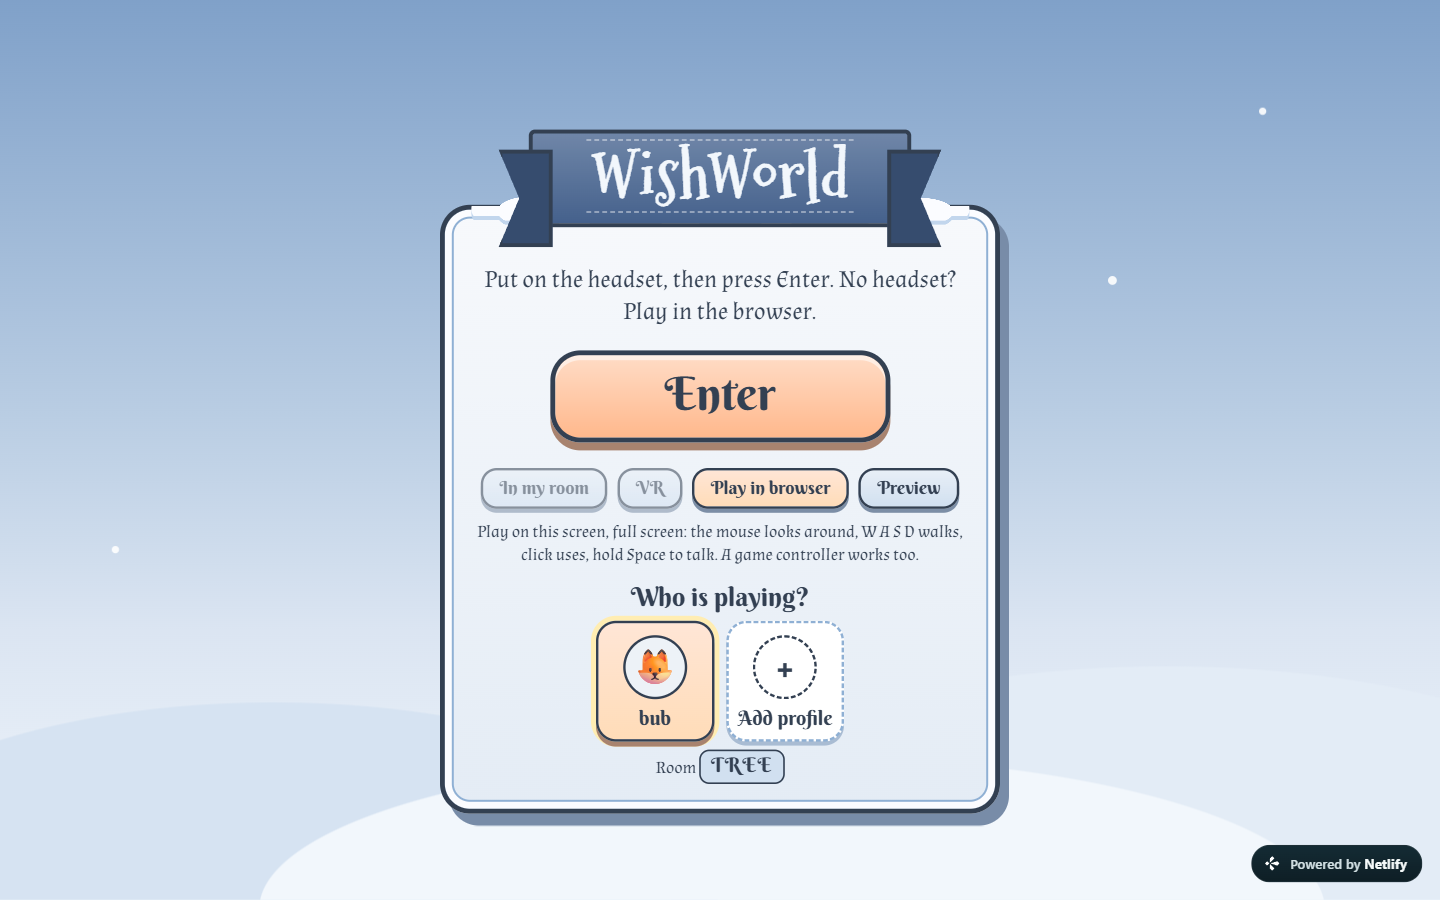 WishWorld
Put on the headset, then press Enter. No headset?
Play in the browser.
Enter
In my room
VR
Play in browser
Preview
Play on this screen, full screen: the mouse looks around, W A S D walks,
click uses, hold Space to talk. A game controller works too.
Who is playing?
+
bub
Add profile
Room TREE
Powered by Netlify